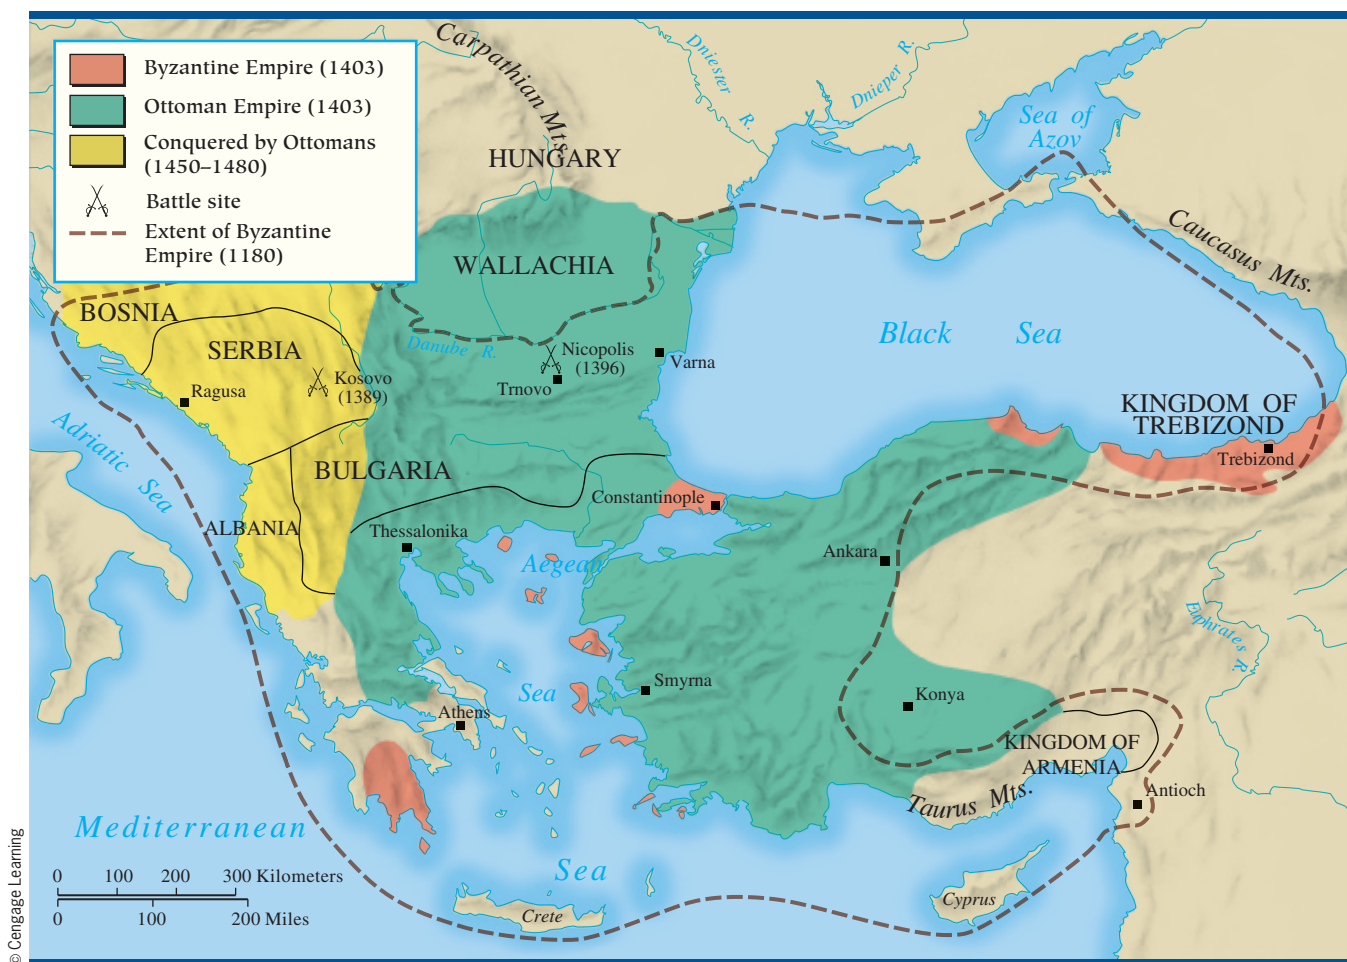 Byzantine Empire (1403)
Ottoman Empire (1403)
Conquered by Ottomans
(1450–1480)
Battle site
Extent of Byzantine
Empire (1180)
Carpathian Mts.
Dniester R.
Dnieper R.
Sea of
Azov
HUNGARY
Caucasus Mts.
WALLACHIA
BOSNIA
SERBIA
Black Sea
Danube R.
Nicopolis
(1396)
Varna
Kosovo
(1389)
Trnovo
Ragusa
KINGDOM OF
TREBIZOND
Trebizond
Adriatic Sea
BULGARIA
Constantinople
ALBANIA
Thessalonika
Aegean
Sea
Ankara
Euphrates R.
Smyrna
Konya
Athens
KINGDOM OF
ARMENIA
Taurus Mts.
Antioch
Mediterranean
Sea
0 100 200 300 Kilometers
0 100 200 Miles
Crete
Cyprus
© Cengage Learning